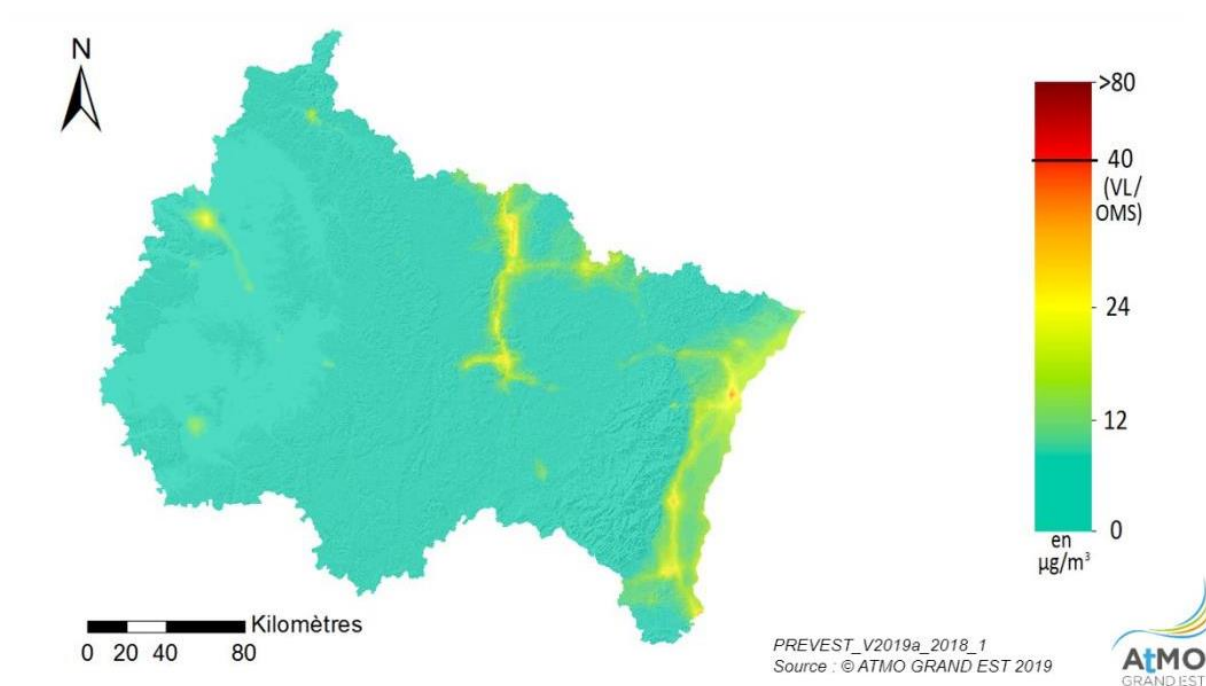 N
>80
40
(VL/
OMS)
24
12
0
en
µg/m³
Kilomètres
0 20 40 80
PREVEST_V2019a_2018_1
Source : © ATMO GRAND EST 2019
AtMO
GRAND EST